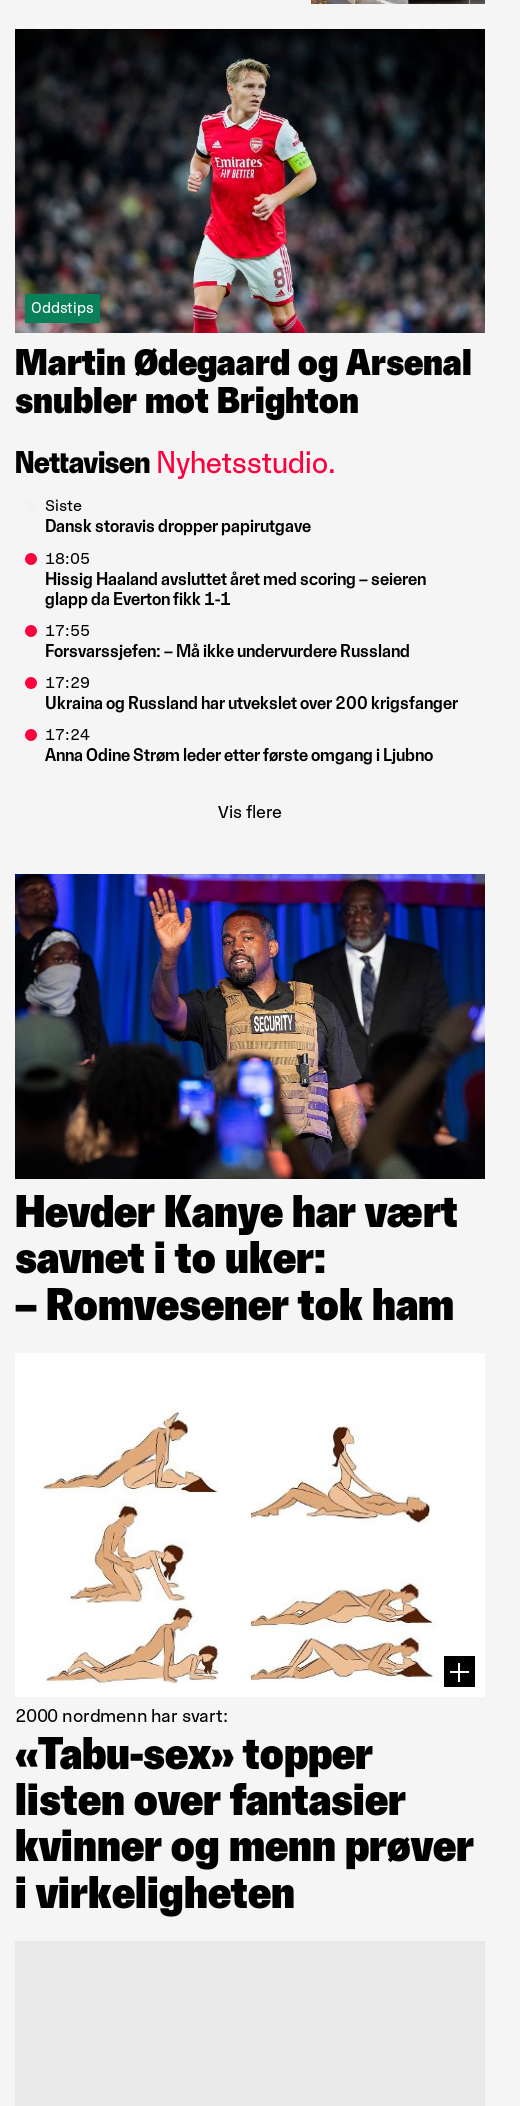 Emirates
FLY BETTER
8
Oddstips
Martin Ødegaard og Arsenal
snubler mot Brighton
Nettavisen Nyhetsstudio.
Siste
Dansk storavis dropper papirutgave
18:05
Hissig Haaland avsluttet året med scoring – seieren
glapp da Everton fikk 1-1
17:55
Forsvarssjefen: – Må ikke undervurdere Russland
17:29
Ukraina og Russland har utvekslet over 200 krigsfanger
17:24
Anna Odine Strøm leder etter første omgang i Ljubno
Vis flere
SECURITY
Hevder Kanye har vært
savnet i to uker:
– Romvesener tok ham
2000 nordmenn har svart:
«Tabu-sex» topper
listen over fantasier
kvinner og menn prøver
i virkeligheten